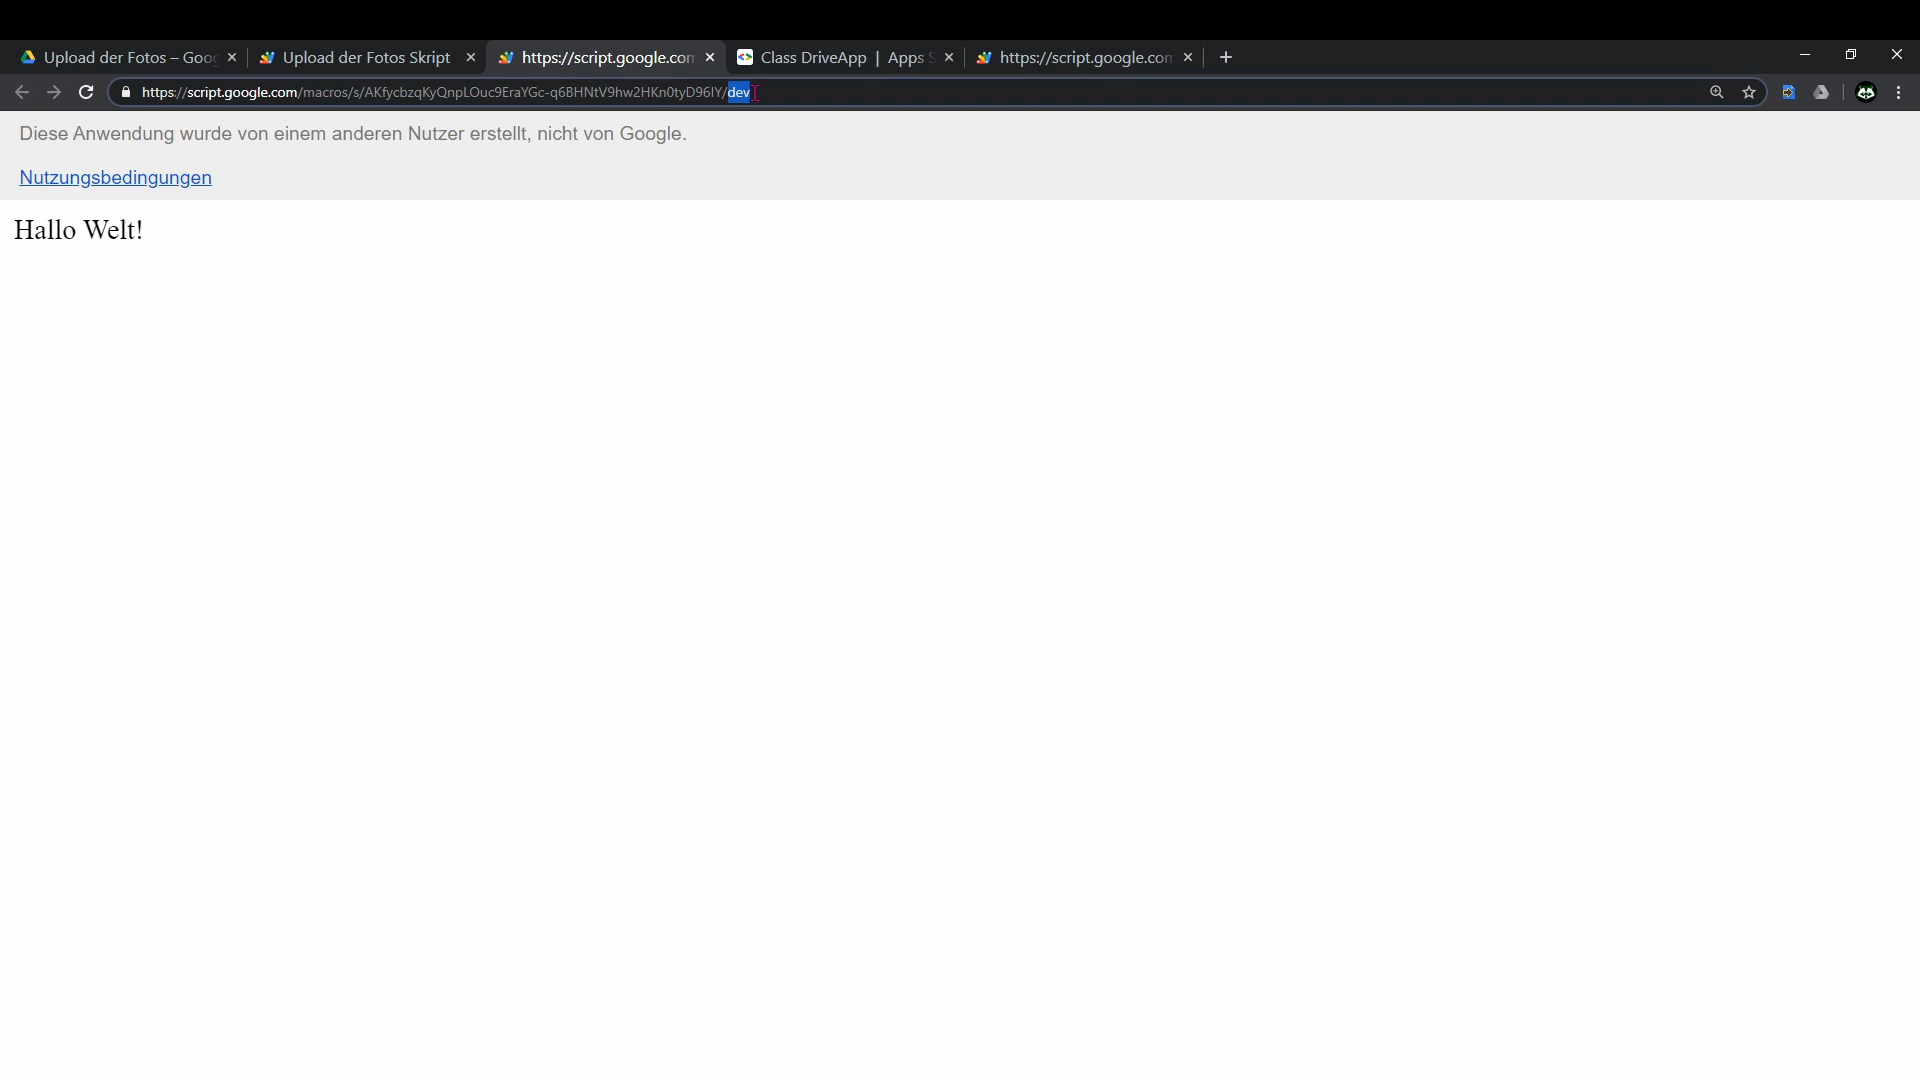 Upload der Fotos – Goog
Upload der Fotos Skript
https://script.google.com
Class DriveApp | Apps S
https://script.google.com
https://script.google.com/macros/s/AKfycbzqKyQnpLOuc9EraYGc-q6BHNtV9hw2HKn0tyD96IY/dev
Diese Anwendung wurde von einem anderen Nutzer erstellt, nicht von Google.
Nutzungsbedingungen
Hallo Welt!